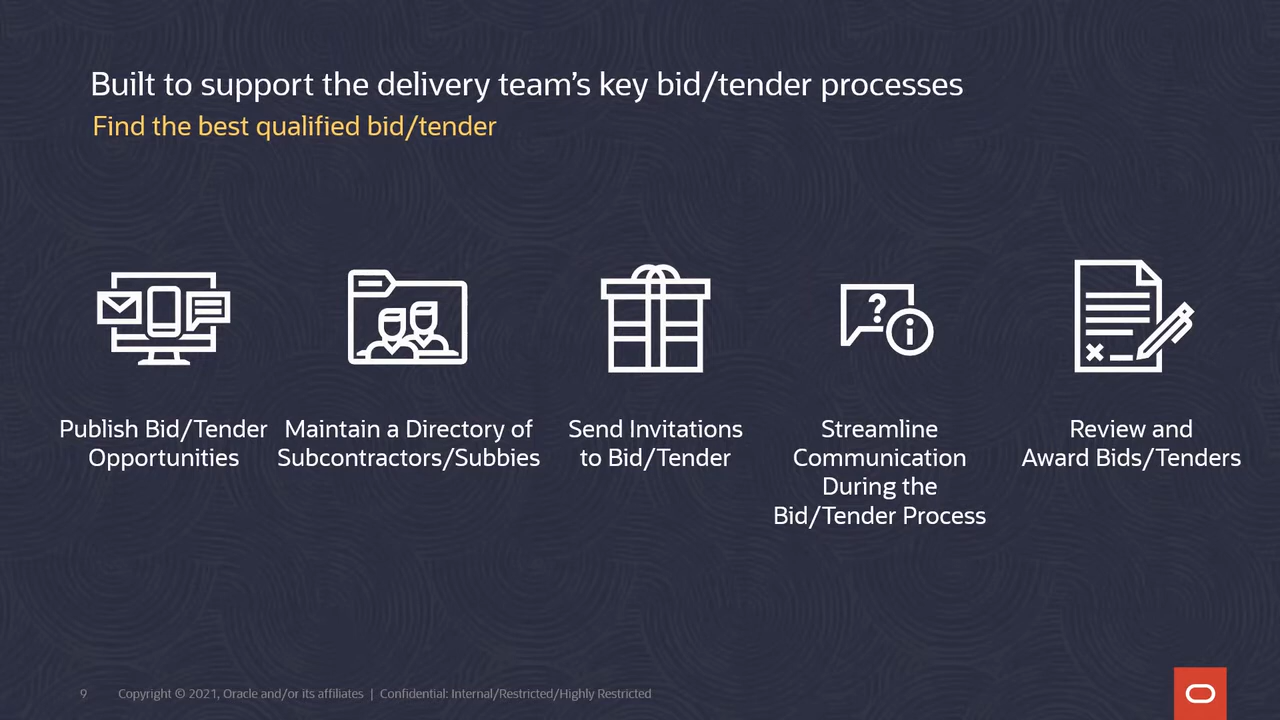 Built to support the delivery team's key bid/tender processes
Find the best qualified bid/tender
Publish Bid/Tender
Opportunities
Maintain a Directory of
Subcontractors/Subbies
Send Invitations
to Bid/Tender
Streamline
Communication
During the
Bid/Tender Process
Review and
Award Bids/Tenders
9 Copyright © 2021, Oracle and/or its affiliates | Confidential: Internal/Restricted/Highly Restricted